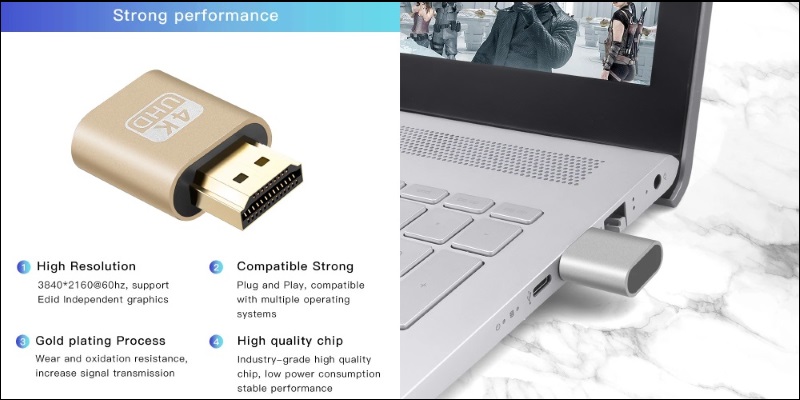 Strong performance
4K
UHD
1 High Resolution
3840*2160@60hz, support
Edid Independent graphics
2 Compatible Strong
Plug and Play, compatible
with multiple operating
systems
3 Gold plating Process
Wear and oxidation resistance,
increase signal transmission
4 High quality chip
Industry-grade high quality
chip, low power consumption
stable performance